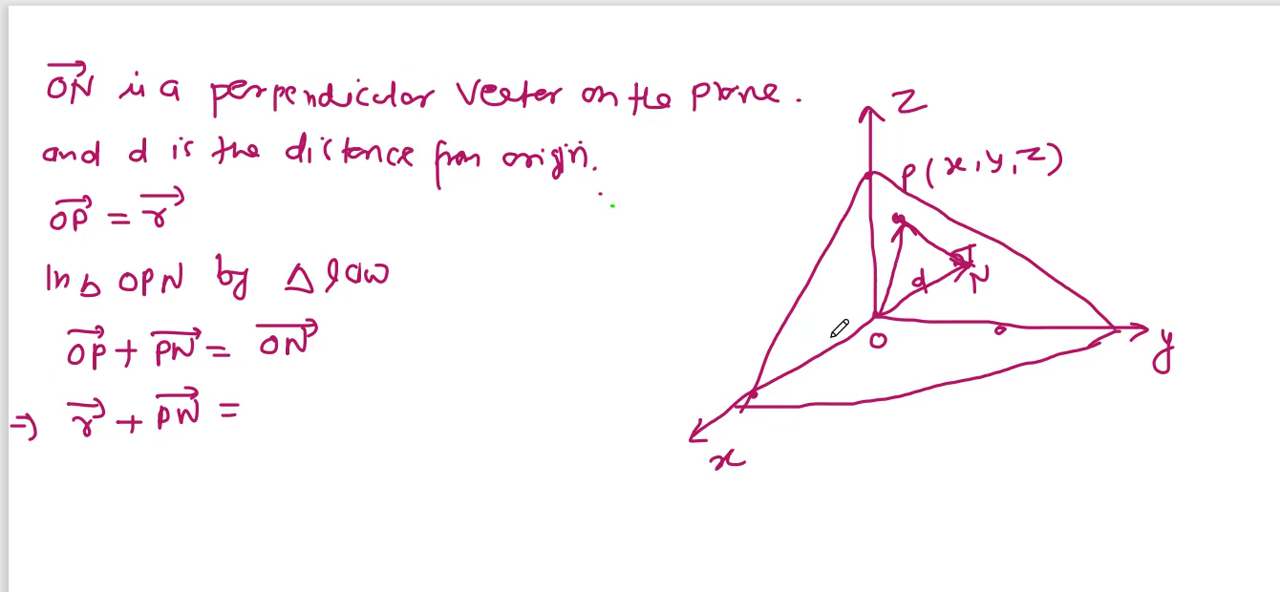 ON is a perpendicular vector on the plane.
and d is the distance from origin.
OP = r
In △ OPN by △ law
OP + PN = ON
⇒ r + PN =
Z
P(x,y,z)
d
N
O
y
x